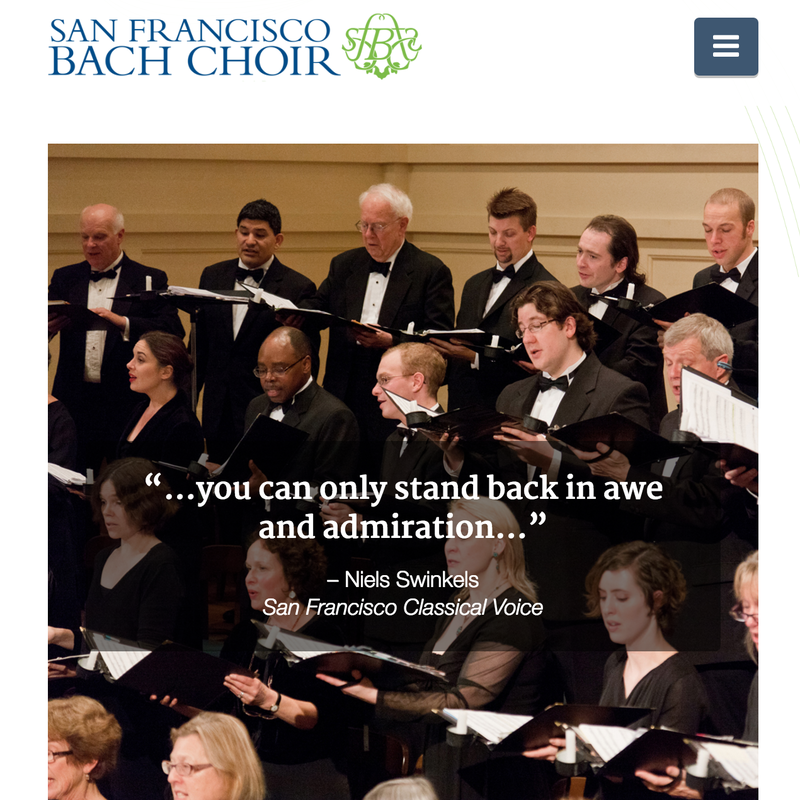 SAN FRANCISCO
BACH CHOIR
“…you can only stand back in awe
and admiration…”
– Niels Swinkels
San Francisco Classical Voice